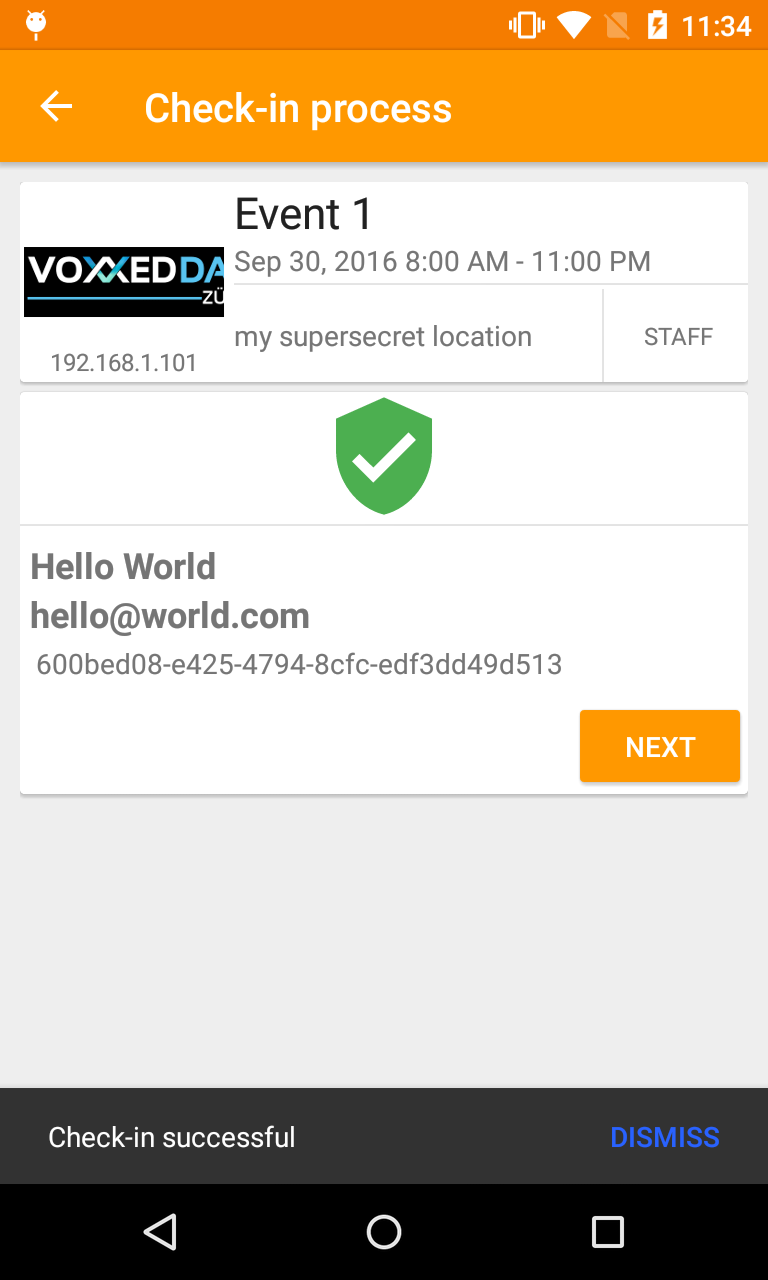 11:34
Check-in process
Event 1
VOXXED DA
ZÜ
Sep 30, 2016 8:00 AM - 11:00 PM
my supersecret location
STAFF
192.168.1.101
Hello World
hello@world.com
600bed08-e425-4794-8cfc-edf3dd49d513
NEXT
Check-in successful
DISMISS